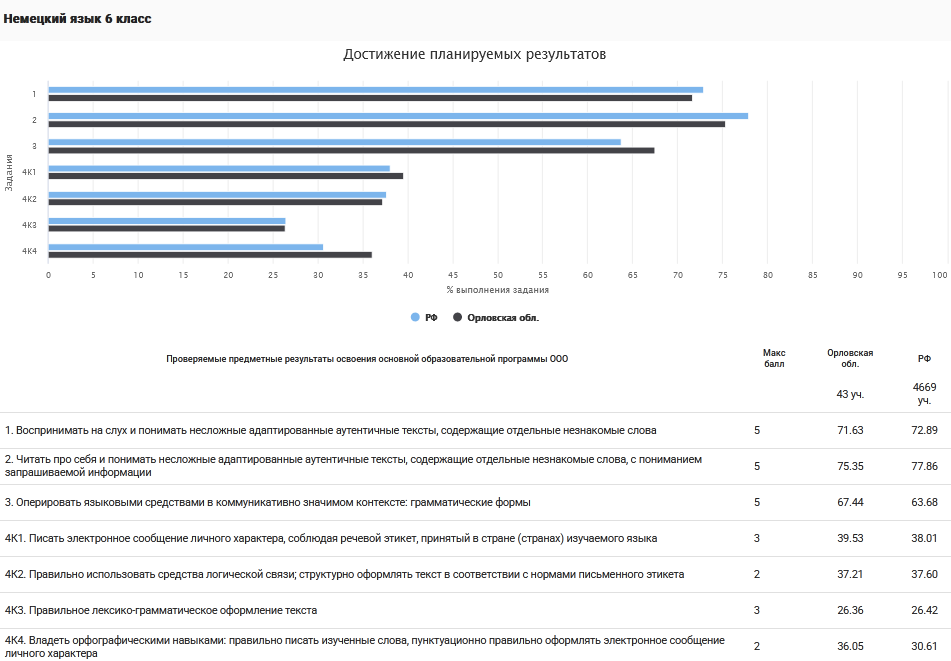 Немецкий язык 6 класс
Достижение планируемых результатов
Задания
1
2
3
4К1
4К2
4К3
4К4
0 5 10 15 20 25 30 35 40 45 50 55 60 65 70 75 80 85 90 95 100
% выполнения задания
РФ Орловская обл.
Проверяемые предметные результаты освоения основной образовательной программы ООО
Макс
балл
Орловская
обл.
РФ
43 уч.
4669
уч.
1. Воспринимать на слух и понимать несложные адаптированные аутентичные тексты, содержащие отдельные незнакомые слова 5 71.63 72.89
2. Читать про себя и понимать несложные адаптированные аутентичные тексты, содержащие отдельные незнакомые слова, с пониманием
запрашиваемой информации 5 75.35 77.86
3. Оперировать языковыми средствами в коммуникативно значимом контексте: грамматические формы 5 67.44 63.68
4К1. Писать электронное сообщение личного характера, соблюдая речевой этикет, принятый в стране (странах) изучаемого языка 3 39.53 38.01
4К2. Правильно использовать средства логической связи; структурно оформлять текст в соответствии с нормами письменного этикета 2 37.21 37.60
4К3. Правильное лексико-грамматическое оформление текста 3 26.36 26.42
4К4. Владеть орфографическими навыками: правильно писать изученные слова, пунктуационно правильно оформлять электронное сообщение
личного характера 2 36.05 30.61